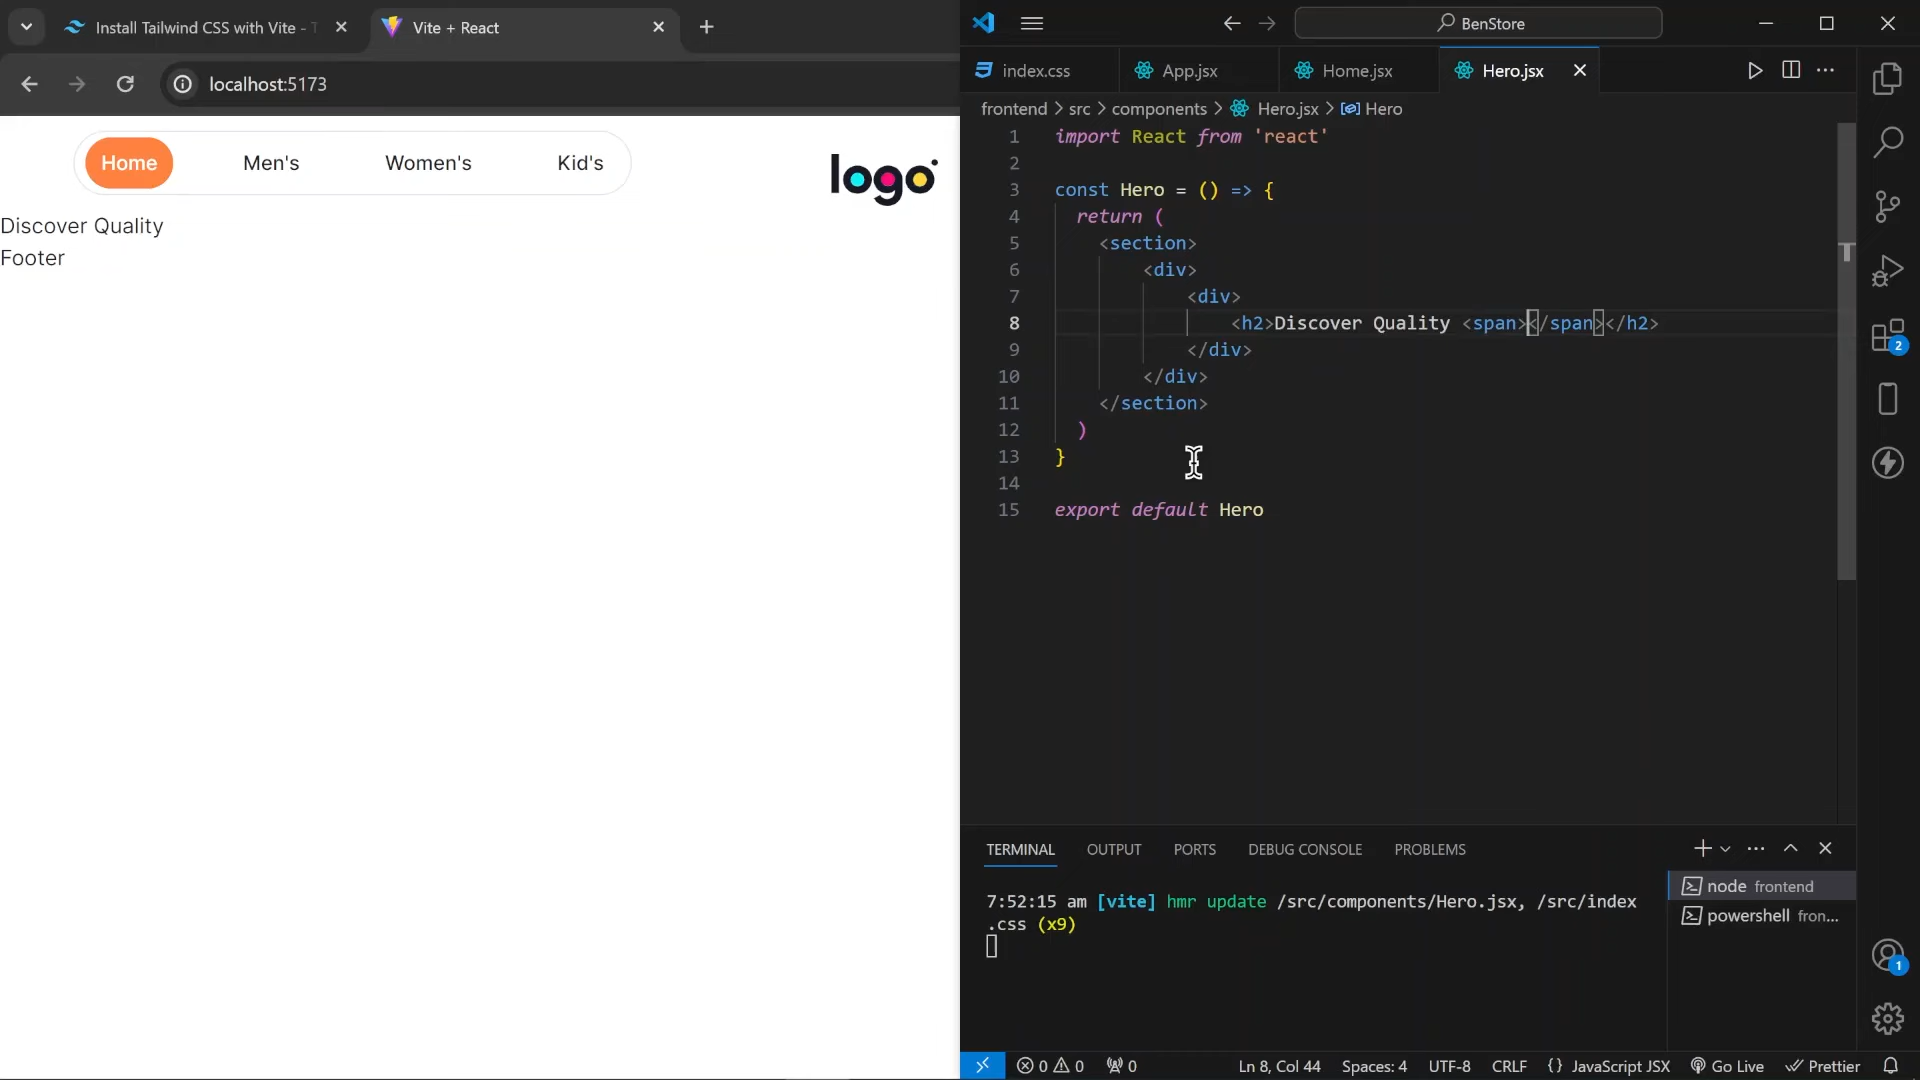 Install Tailwind CSS with Vite - T
Vite + React
localhost:5173
Home
Men's
Women's
Kid's
logo
Discover Quality
Footer
BenStore
index.css
App.jsx
Home.jsx
Hero.jsx
frontend > src > components > Hero.jsx > Hero
1 import React from 'react'
2
3 const Hero = () => {
4 return (
5 <section>
6 <div>
7 <div>
8 <h2>Discover Quality <span></span></h2>
9 </div>
10 </div>
11 </section>
12 )
13 }
14
15 export default Hero
2
TERMINAL
OUTPUT
PORTS
DEBUG CONSOLE
PROBLEMS
7:52:15 am [vite] hmr update /src/components/Hero.jsx, /src/index
.css (x9)
node frontend
powershell fron...
1
0 0 0
Ln 8, Col 44
Spaces: 4
UTF-8
CRLF
{} JavaScript JSX
Go Live
Prettier